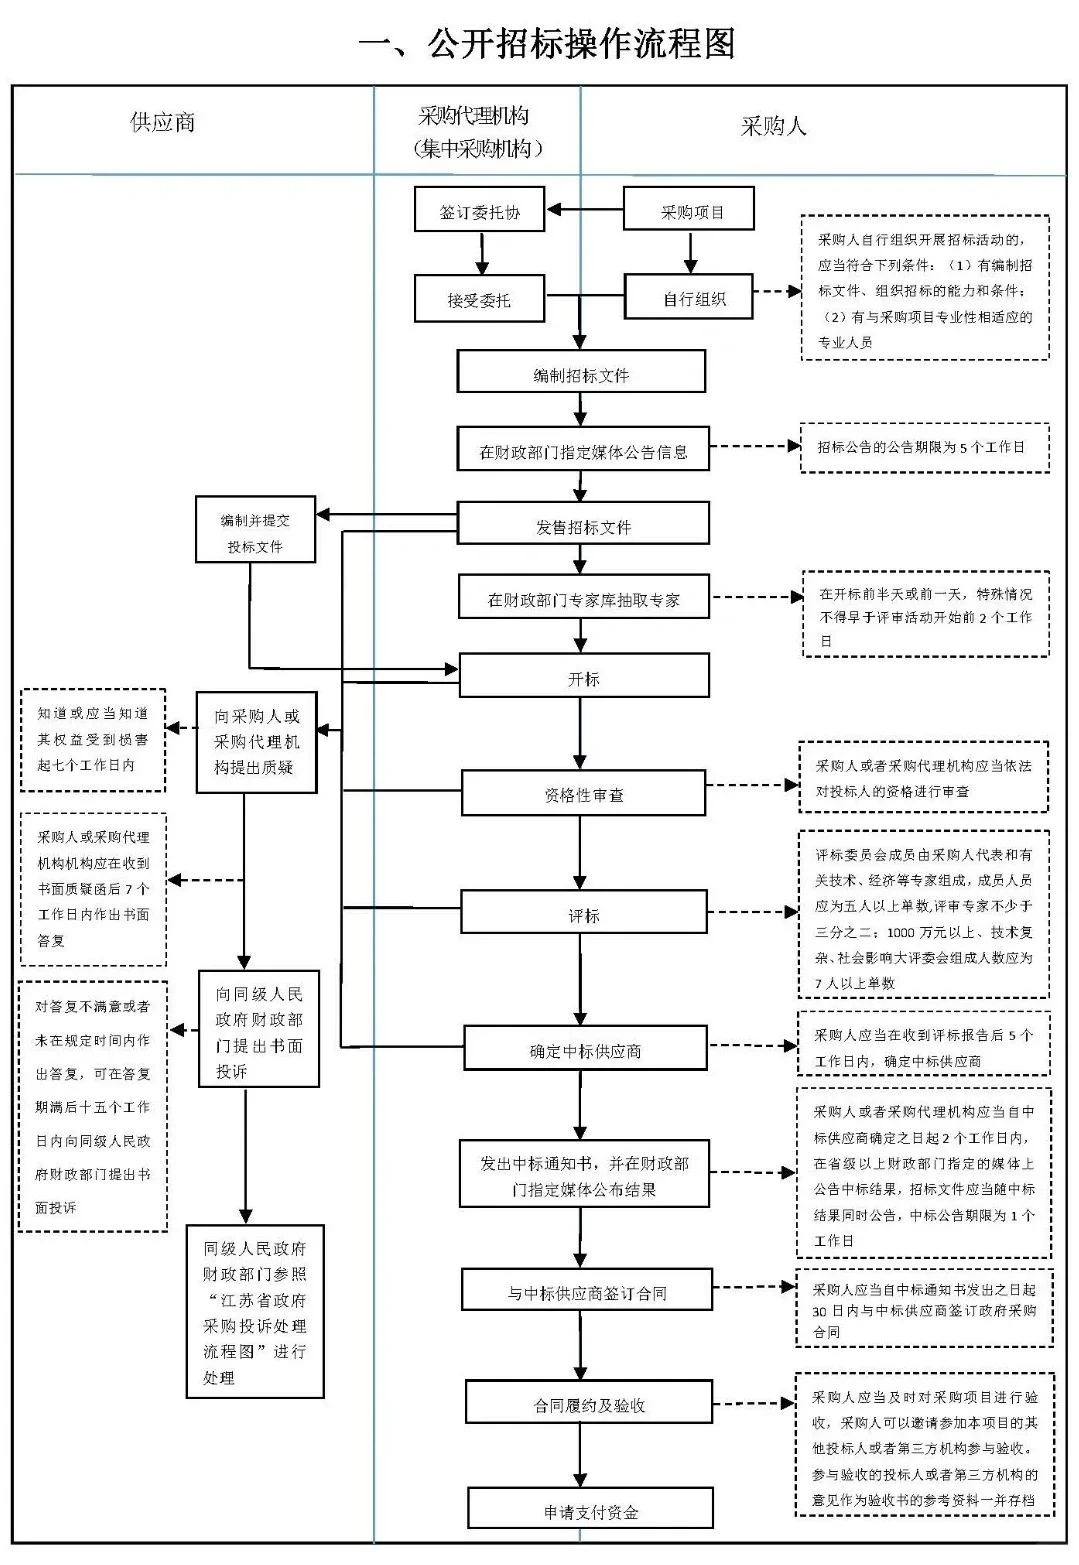 一、公开招标操作流程图
供应商
采购代理机构
（集中采购机构）
采购人
签订委托协
采购项目
接受委托
自行组织
采购人自行组织开展招标活动的，
应当符合下列条件：（1）有编制招
标文件、组织招标的能力和条件；
（2）有与采购项目专业性相适应的
专业人员
编制招标文件
在财政部门指定媒体公告信息
招标公告的公告期限为 5 个工作日
编制并提交
投标文件
发售招标文件
在财政部门专家库抽取专家
在开标前半天或前一天，特殊情况
不得早于评审活动开始前 2 个工作
日
开标
知道或应当知道
其权益受到损害
起七个工作日内
向采购人或
采购代理机
构提出质疑
资格性审查
采购人或者采购代理机构应当依法
对投标人的资格进行审查
采购人或采购代理
机构机构应在收到
书面质疑函后 7 个
工作日内作出书面
答复
评标
评标委员会成员由采购人代表和有
关技术、经济等专家组成，成员人员
应为五人以上单数,评审专家不少于
三分之二；1000 万元以上、技术复
杂、社会影响大评委会组成人数应为
7 人以上单数
向同级人民
政府财政部
门提出书面
投诉
对答复不满意或者
未在规定时间内作
出答复，可在答复
期满后十五个工作
日内向同级人民政
府财政部门提出书
面投诉
确定中标供应商
采购人应当在收到评标报告后 5 个
工作日内，确定中标供应商
发出中标通知书，并在财政部
门指定媒体公布结果
采购人或者采购代理机构应当自中
标供应商确定之日起 2 个工作日内，
在省级以上财政部门指定的媒体上
公告中标结果，招标文件应当随中标
结果同时公告，中标公告期限为 1 个
工作日
同级人民政府
财政部门参照
“江苏省政府
采购投诉处理
流程图”进行
处理
与中标供应商签订合同
采购人应当自中标通知书发出之日起
30 日内与中标供应商签订政府采购
合同
合同履约及验收
采购人应当及时对采购项目进行验
收，采购人可以邀请参加本项目的其
他投标人或者第三方机构参与验收。
参与验收的投标人或者第三方机构的
意见作为验收书的参考资料一并存档
申请支付资金